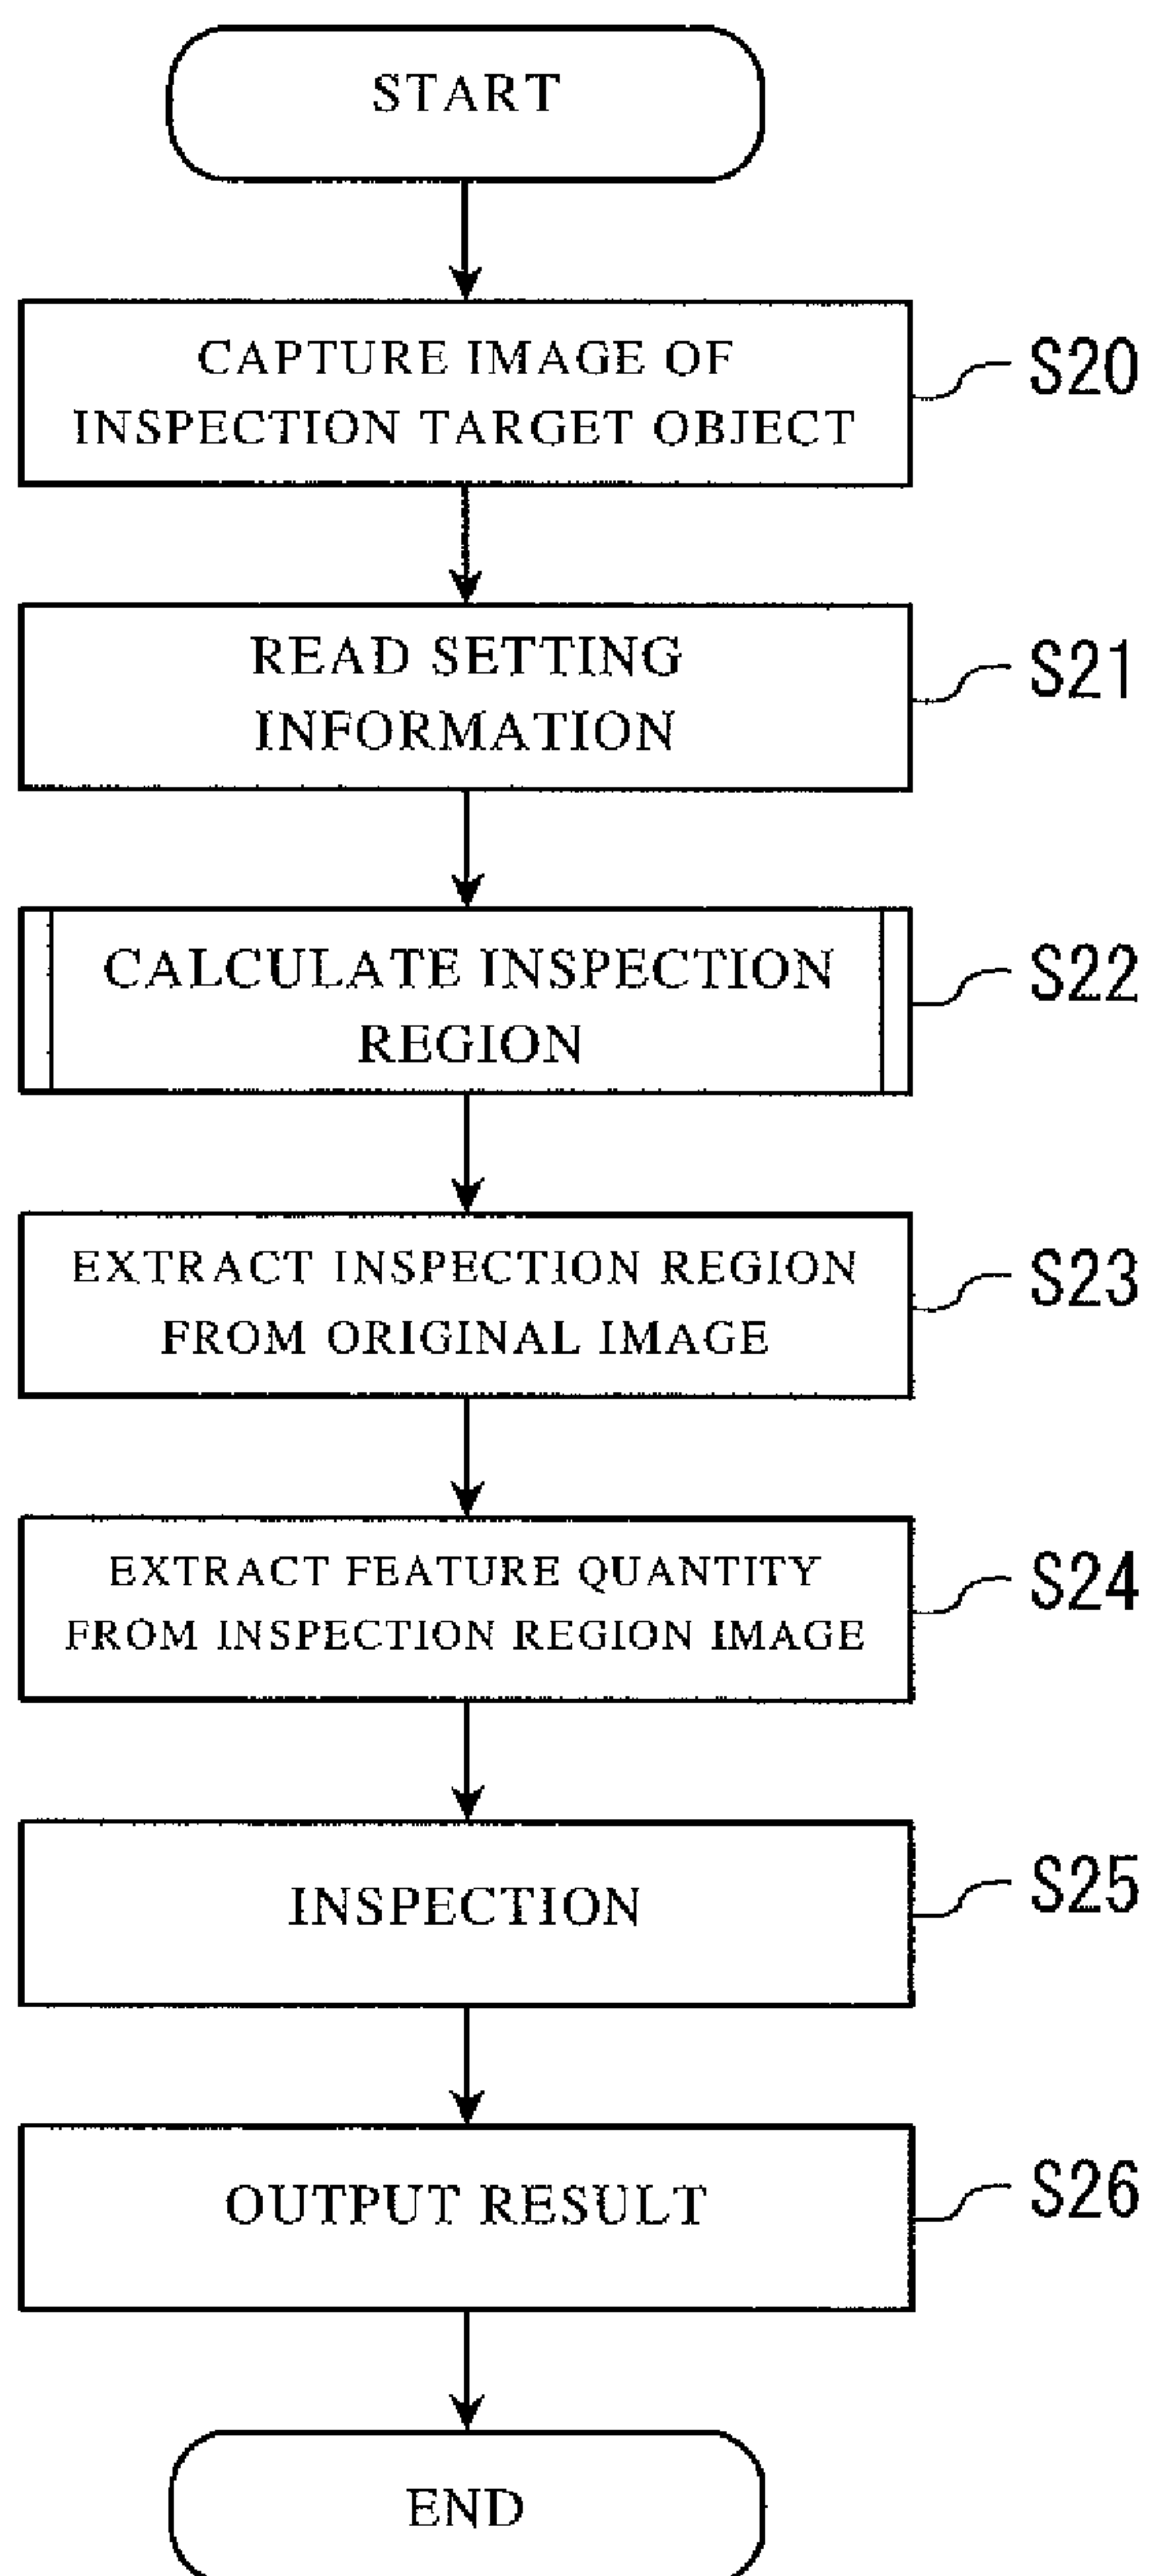 START
CAPTURE IMAGE OF
INSPECTION TARGET OBJECT
S20
READ SETTING
INFORMATION
S21
CALCULATE INSPECTION
REGION
S22
EXTRACT INSPECTION REGION
FROM ORIGINAL IMAGE
S23
EXTRACT FEATURE QUANTITY
FROM INSPECTION REGION IMAGE
S24
INSPECTION
S25
OUTPUT RESULT
S26
END